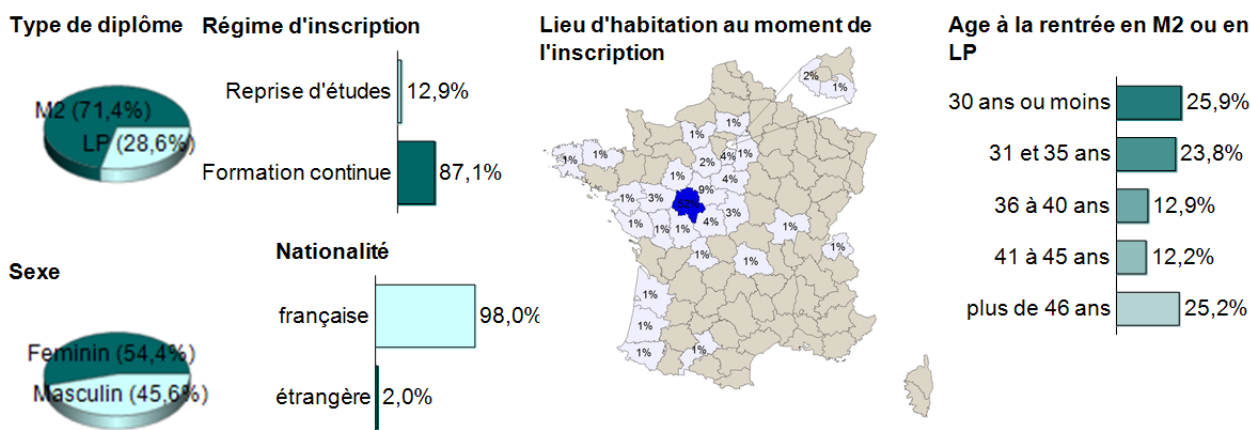 Type de diplôme
M2 (71,4%)
LP (28,6%)
Régime d'inscription
Reprise d'études
12,9%
Formation continue
87,1%
Sexe
Feminin (54,4%)
Masculin (45,6%)
Nationalité
française
98,0%
étrangère
2,0%
Lieu d'habitation au moment de
l'inscription
2%
1%
1%
1%
1%
1%
2%
4%
1%
1%
4%
9%
1%
3%
52%
1%
1%
1%
4%
3%
1%
1%
1%
1%
1%
1%
1%
1%
Age à la rentrée en M2 ou en
LP
30 ans ou moins
25,9%
31 et 35 ans
23,8%
36 à 40 ans
12,9%
41 à 45 ans
12,2%
plus de 46 ans
25,2%